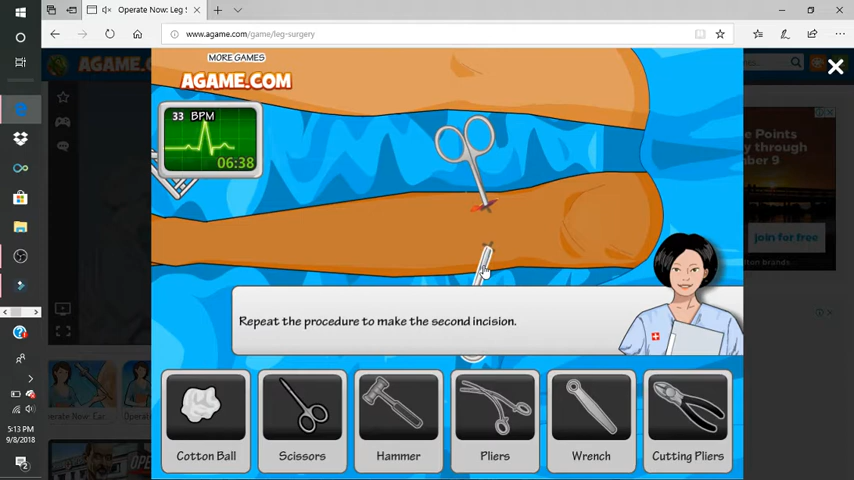 Operate Now: Leg S
www.agame.com/game/leg-surgery
MORE GAMES
AGAME.COM
33 BPM
06:38
Points
through
mber 9
join for free
Repeat the procedure to make the second incision.
Cotton Ball
Scissors
Hammer
Pliers
Wrench
Cutting Pliers
5:13 PM
9/8/2018